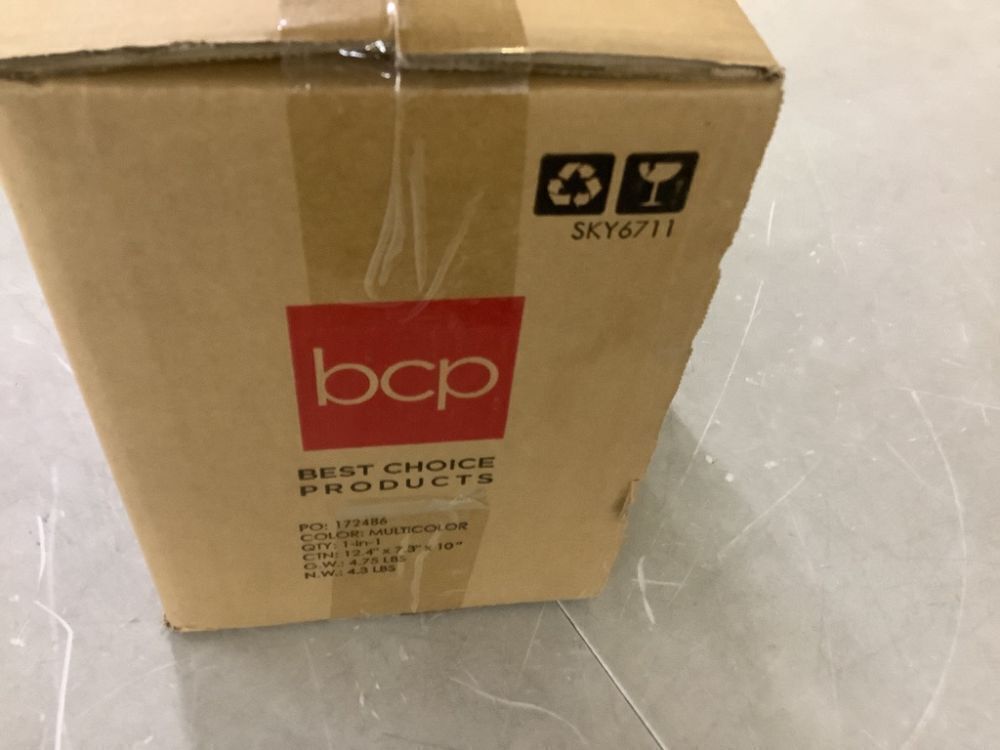 SKY6711
bcp
BEST CHOICE
PRODUCTS
PO: 172486
COLOR: MULTICOLOR
QTY: 1-in-1
CTN: 12.4" x 7.3" x 10"
G.W.: 4.75 LBS
N.W.: 4.3 LBS